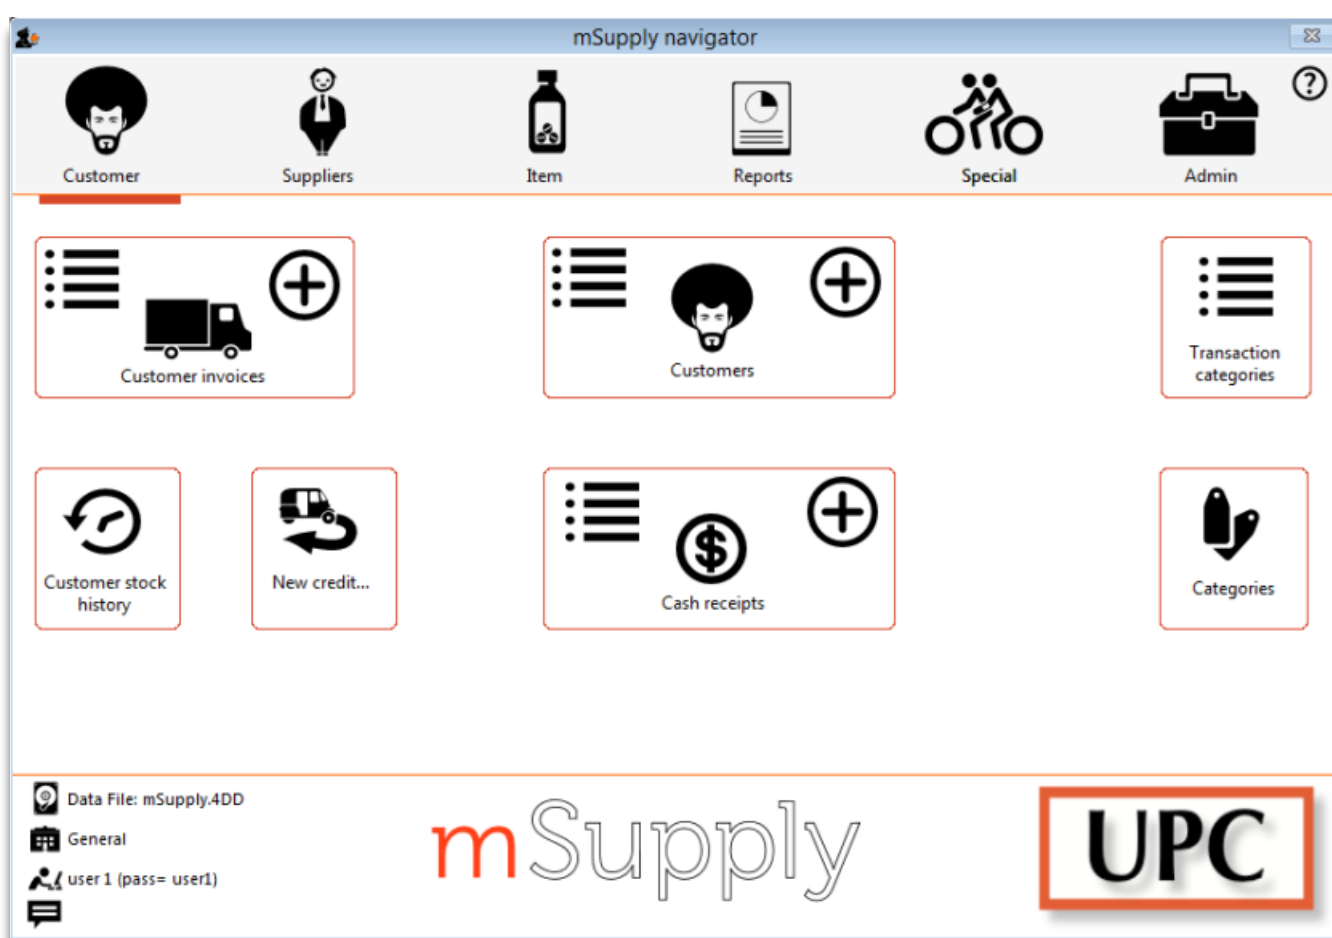 mSupply navigator
Customer
Suppliers
Item
Reports
Special
Admin
?
Customer invoices
Customers
Transaction
categories
Customer stock
history
New credit...
$
Cash receipts
Categories
Data File: mSupply.4DD
General
user 1 (pass= user1)
mSupply
UPC